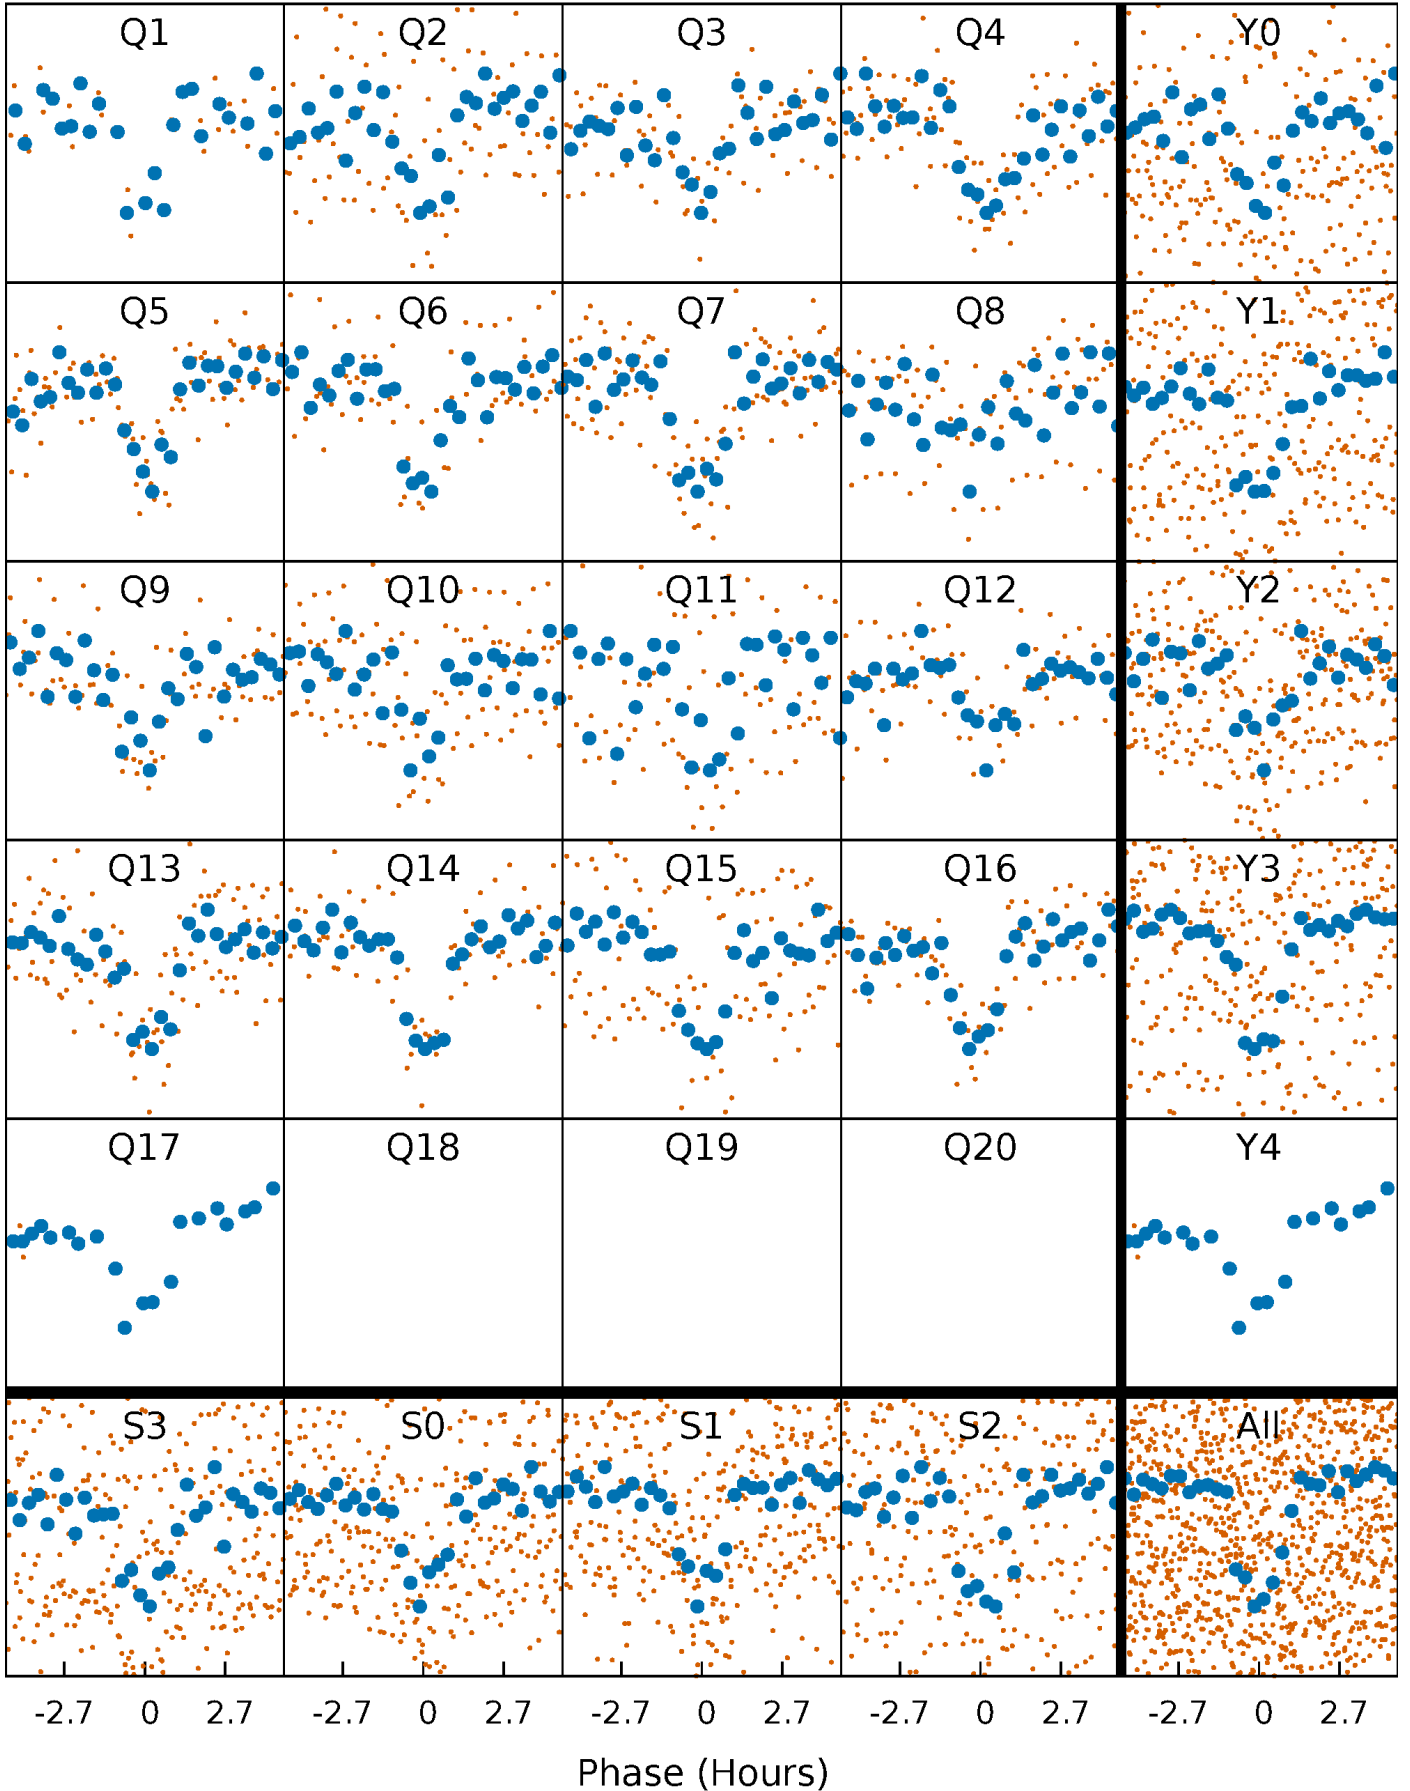 Q1 Q2 Q3 Q4 Y0
Q5 Q6 Q7 Q8 Y1
Q9 Q10 Q11 Q12 Y2
Q13 Q14 Q15 Q16 Y3
Q17 Q18 Q19 Q20 Y4
S3 S0 S1 S2 All
-2.7 0 2.7 -2.7 0 2.7 -2.7 0 2.7 -2.7 0 2.7 -2.7 0 2.7
Phase (Hours)